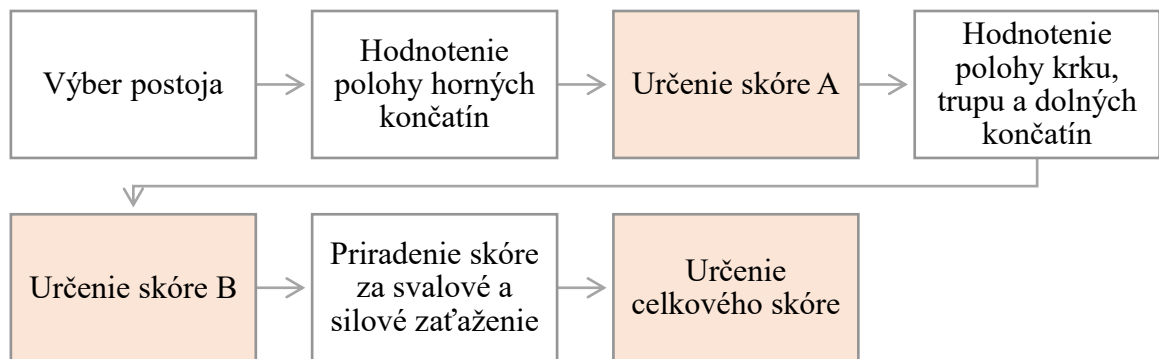 Výber postoja
Hodnotenie
polohy horných
končatín
Určenie skóre A
Hodnotenie
polohy krku,
trupu a dolných
končatín
Určenie skóre B
Priradenie skóre
za svalové a
silové zaťaženie
Určenie
celkového skóre